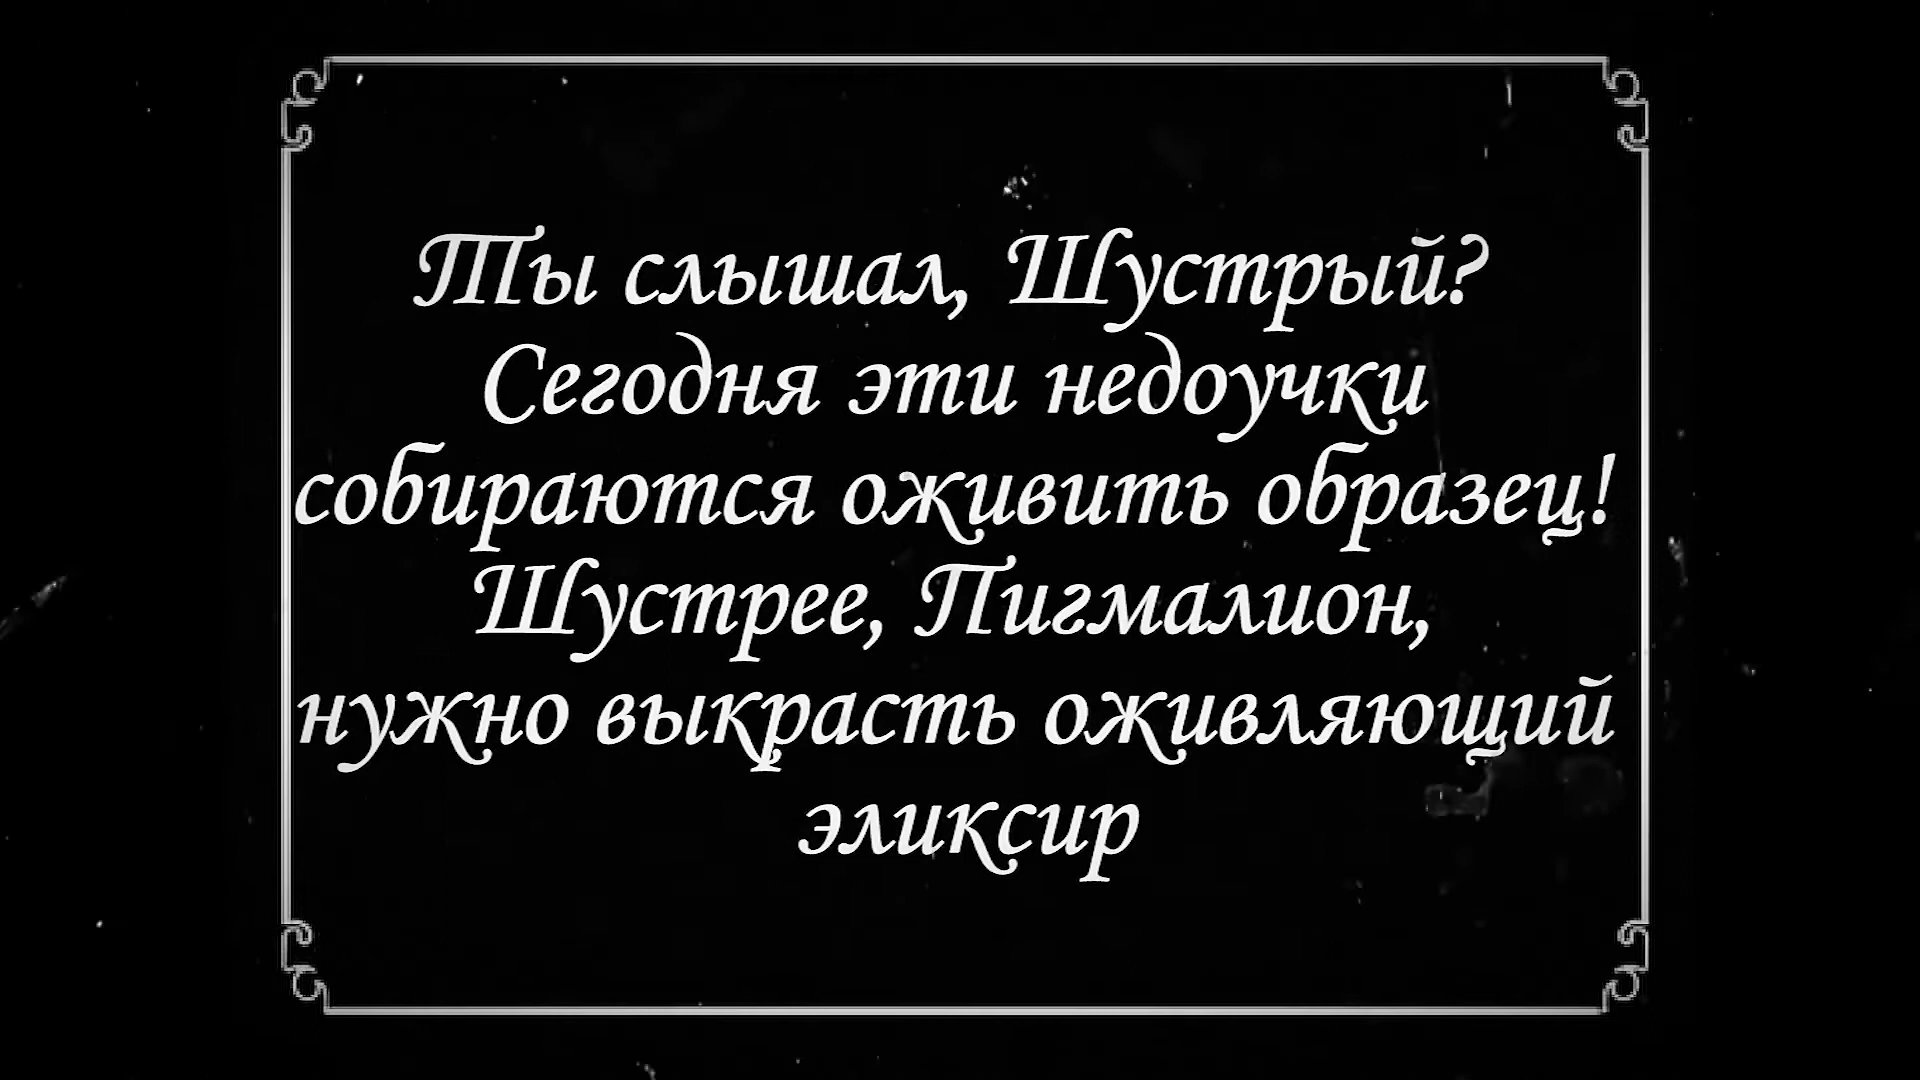 Ты слышал, Шустрый?
Сегодня эти недоучки
собираются оживить образец!
Шустрее, Пигмалион,
нужно выкрасть оживляющий
эликсир